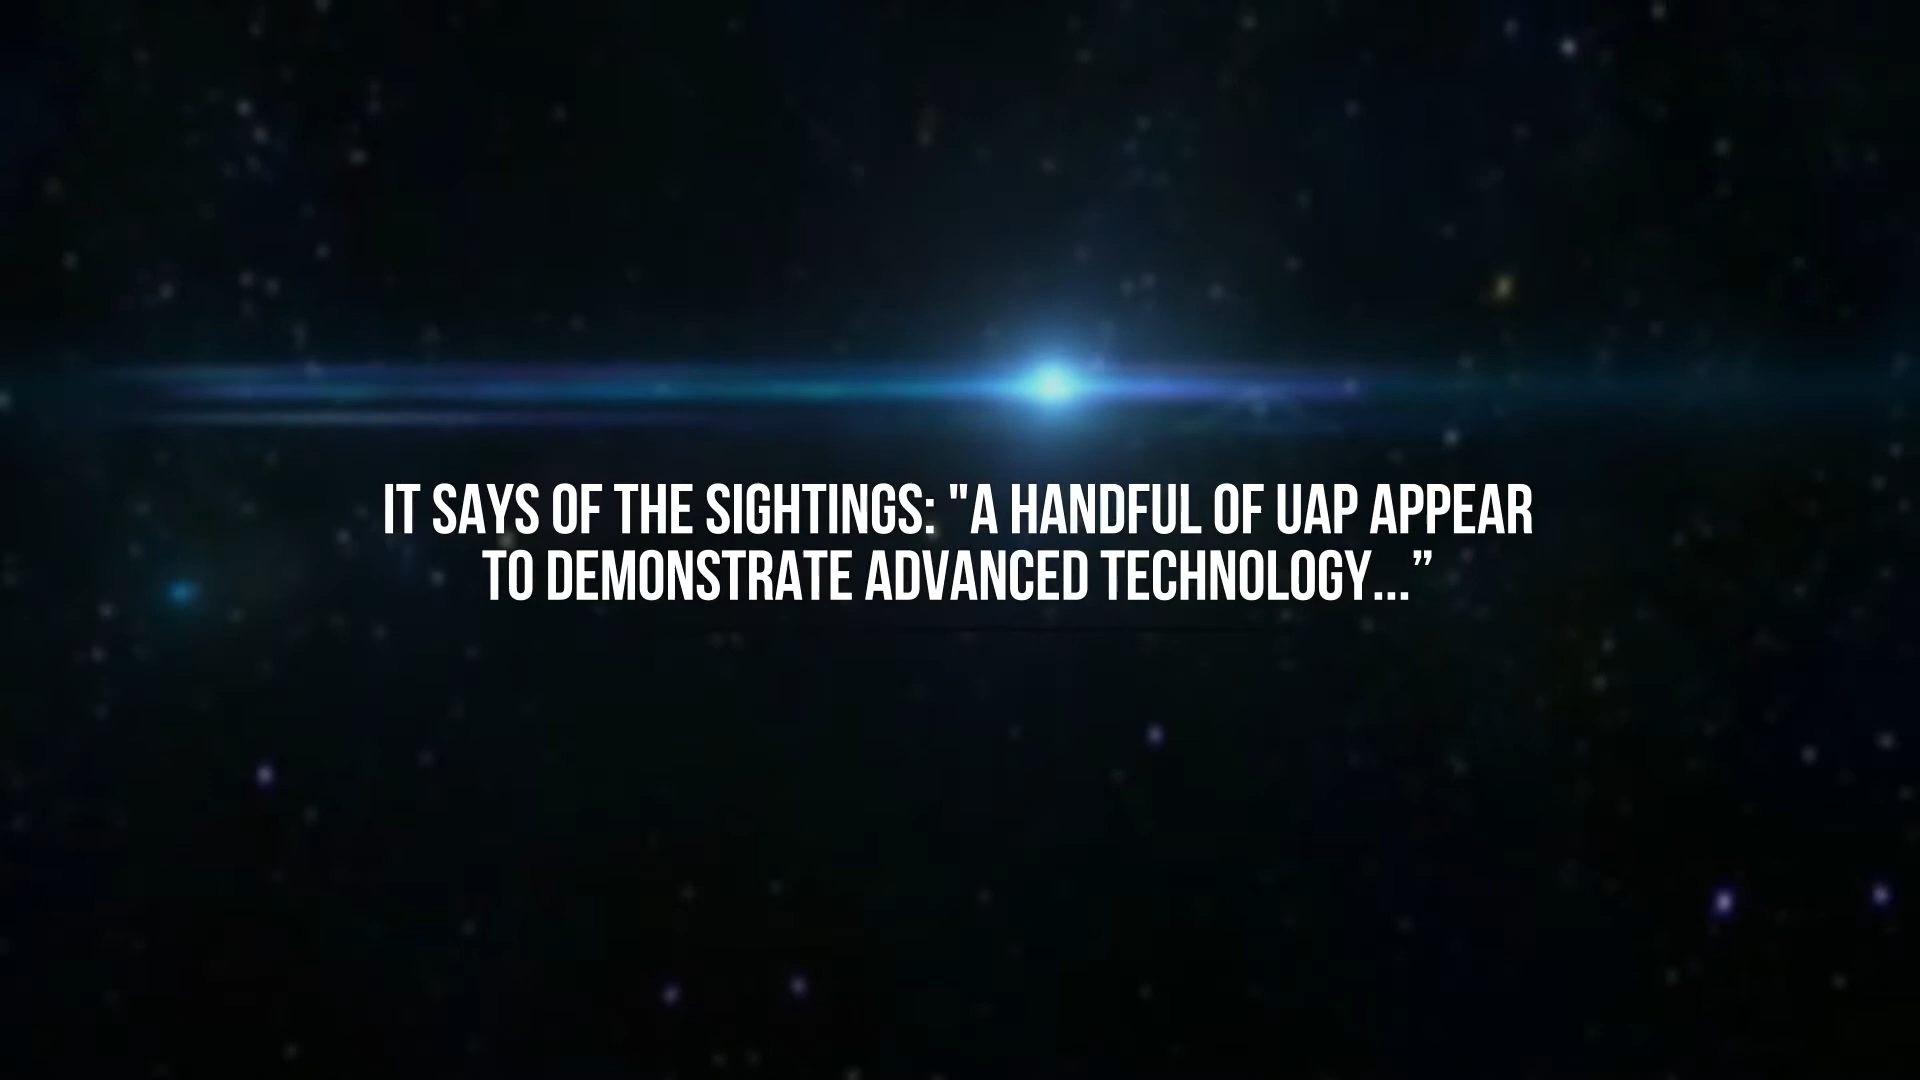 IT SAYS OF THE SIGHTINGS: "A HANDFUL OF UAP APPEAR
TO DEMONSTRATE ADVANCED TECHNOLOGY...”